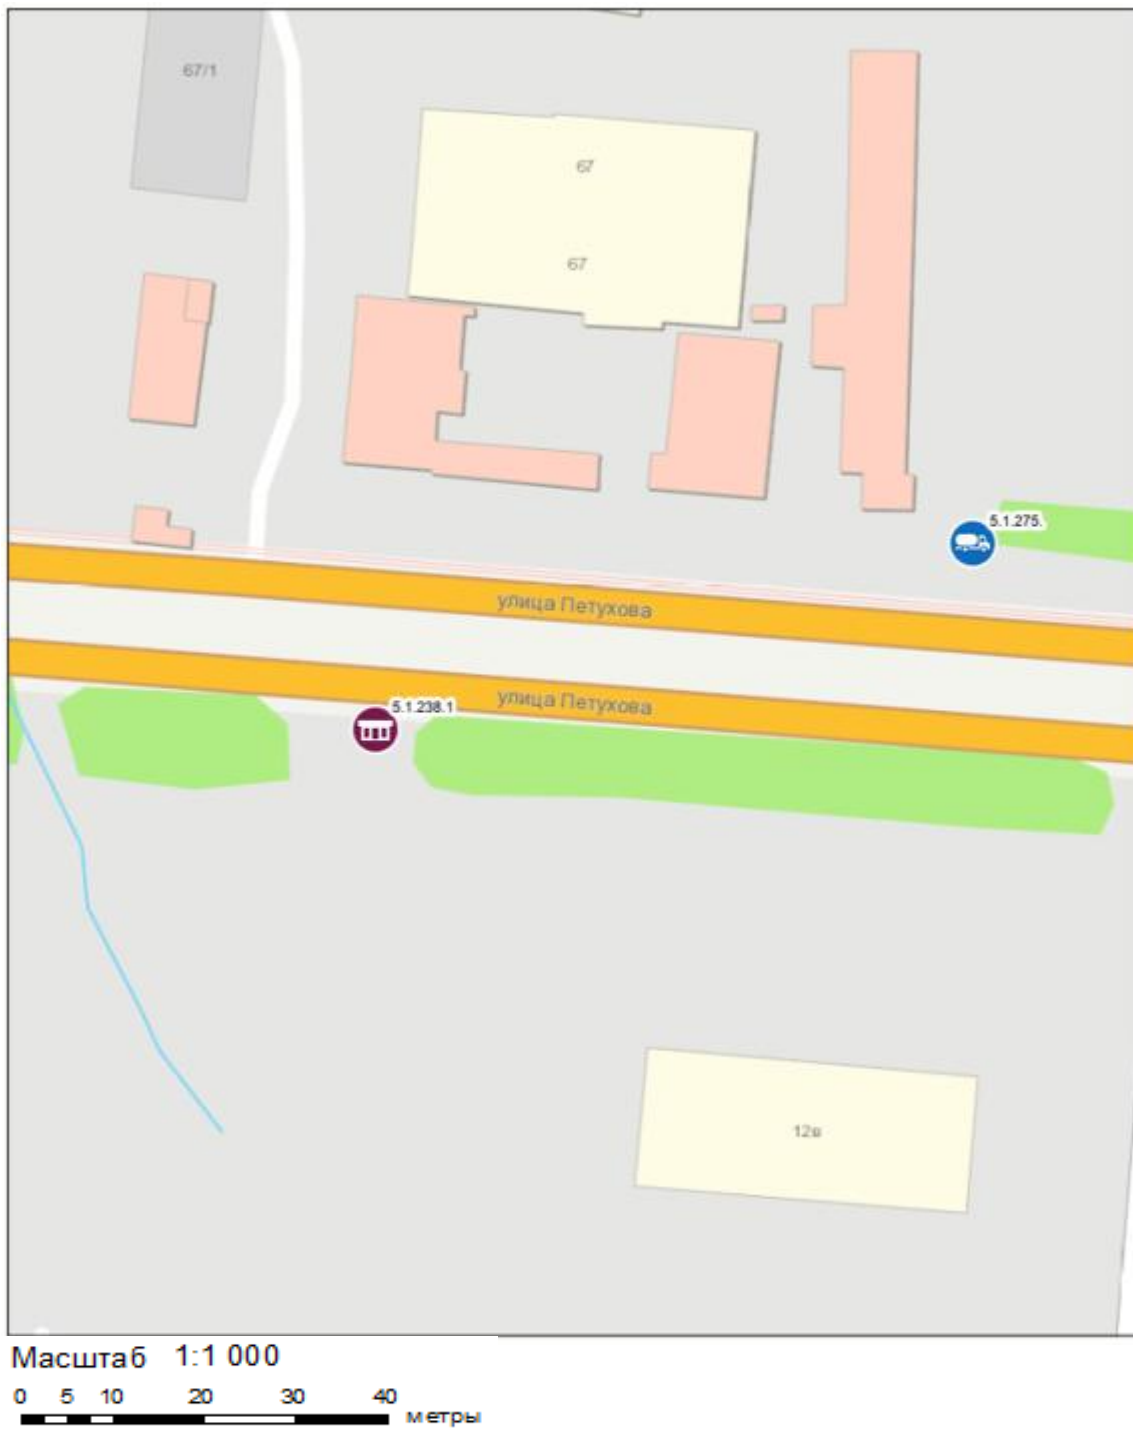 67/1
67
67
5.1.275.
улица Петухова
улица Петухова
5.1.238.1
12в
Масштаб 1:1 000
0 5 10 20 30 40
метры